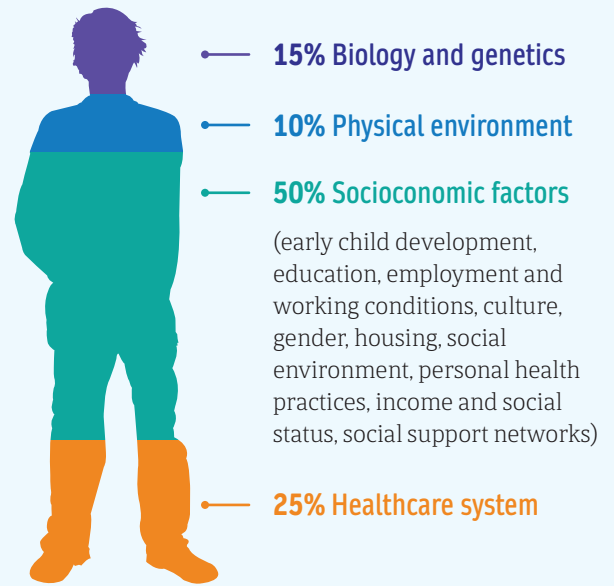 15% Biology and genetics
10% Physical environment
50% Socioeconomic factors
(early child development,
education, employment and
working conditions, culture,
gender, housing, social
environment, personal health
practices, income and social
status, social support networks)
25% Healthcare system